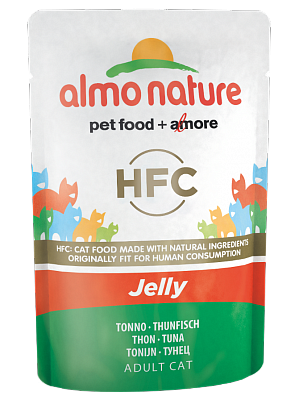 almo nature
pet food + almore
HFC
HFC: CAT FOOD MADE WITH NATURAL INGREDIENTS
ORIGINALLY FIT FOR HUMAN CONSUMPTION
Jelly
TONNO · THUNFISCH
THON · TUNA
TONIJN · ТУНЕЦ
ADULT CAT